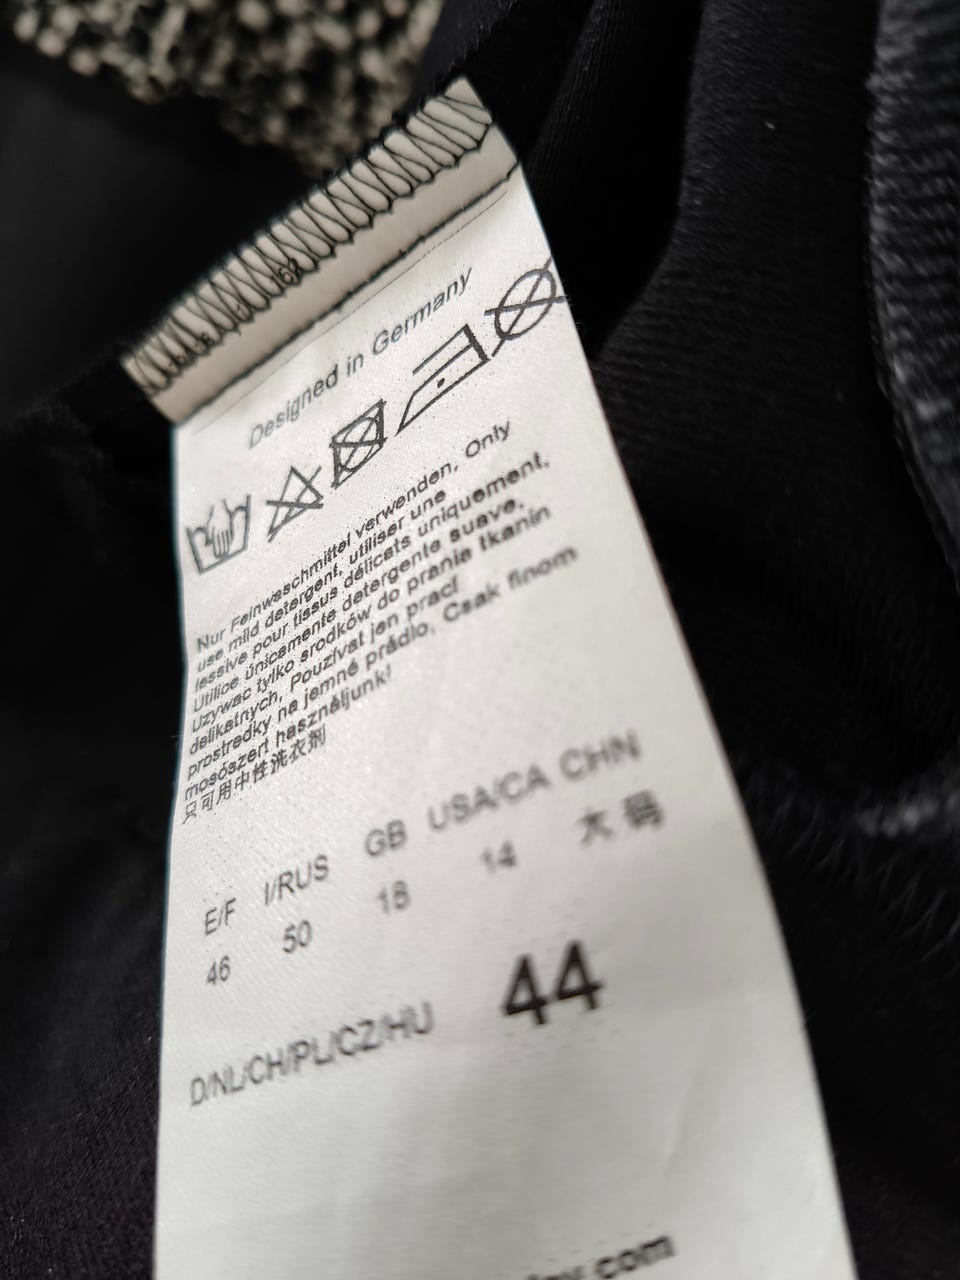 Designed in Germany
Nur Feinwaschmittel verwenden, Only
use mild detergent, utiliser une
lessive pour tissus délicats uniquement,
Utilice únicamente detergente suave,
używać tylko środków do prania tkanin
delikatnych, Používat jen prací
prostředky na jemné prádlo, Csak finom
mosószert használjunk!
只可用中性洗衣剂
E/F I/RUS GB USA/CA CHN
46 50 18 14 大码
D/NL/CH/PL/CZ/HU 44
.com